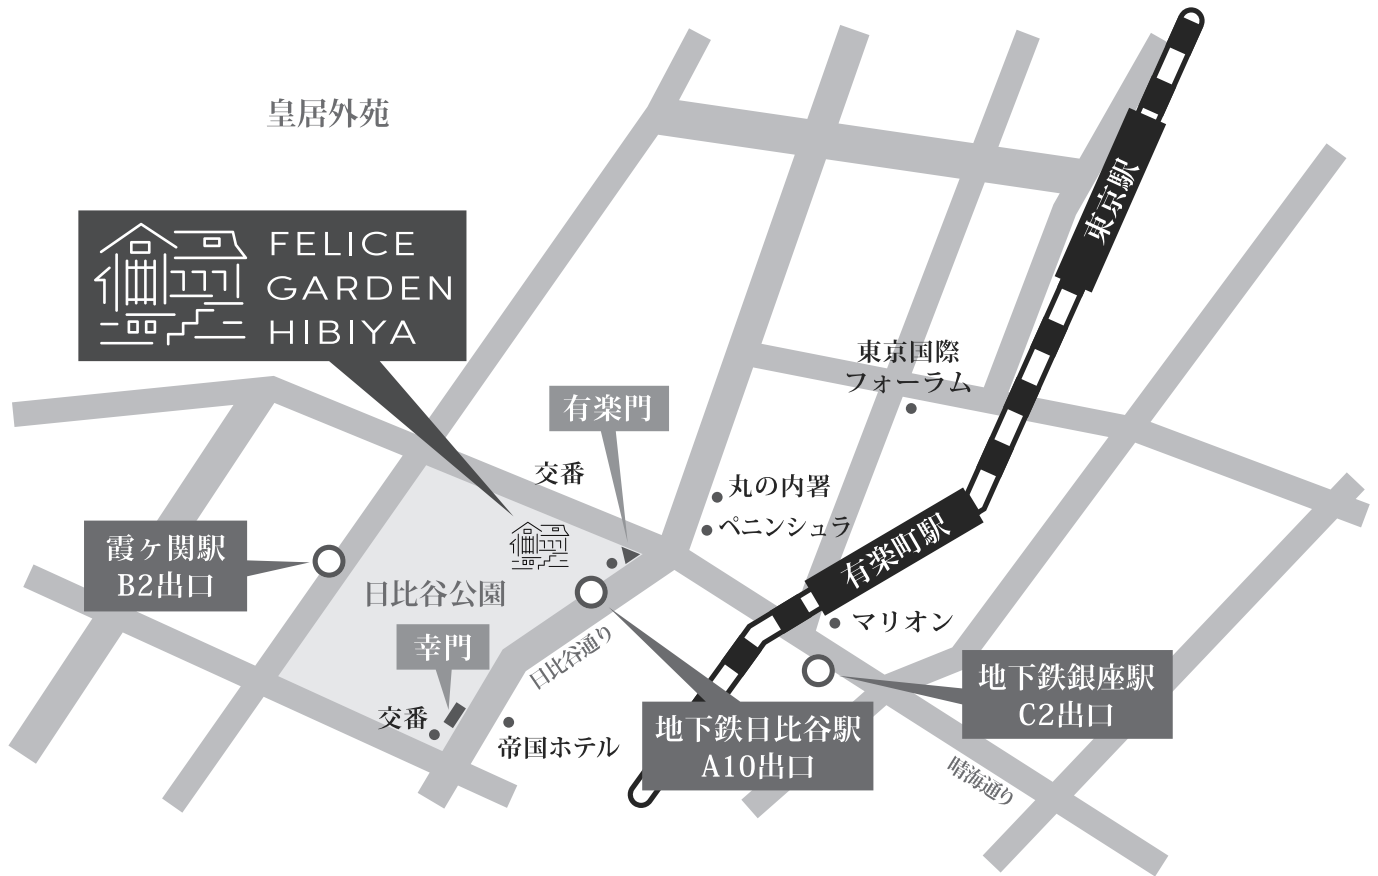 皇居外苑
FELICE
GARDEN
HIBIYA
東京駅
東京国際
フォーラム
有楽門
交番
丸の内署
ペニンシュラ
有楽町駅
霞ヶ関駅
B2出口
日比谷公園
マリオン
幸門
日比谷通り
地下鉄銀座駅
C2出口
交番
帝国ホテル
地下鉄日比谷駅
A10出口
晴海通り